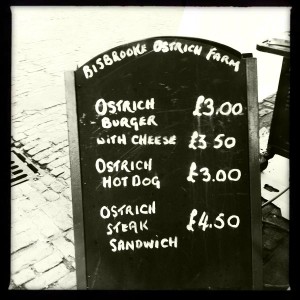 BISBROOKE OSTRICH FARM
OSTRICH £3.00
BURGER
WITH CHEESE £3 50
OSTRICH £3.00
HOT DOG
OSTRICH
STEAK £4.50
SANDWICH